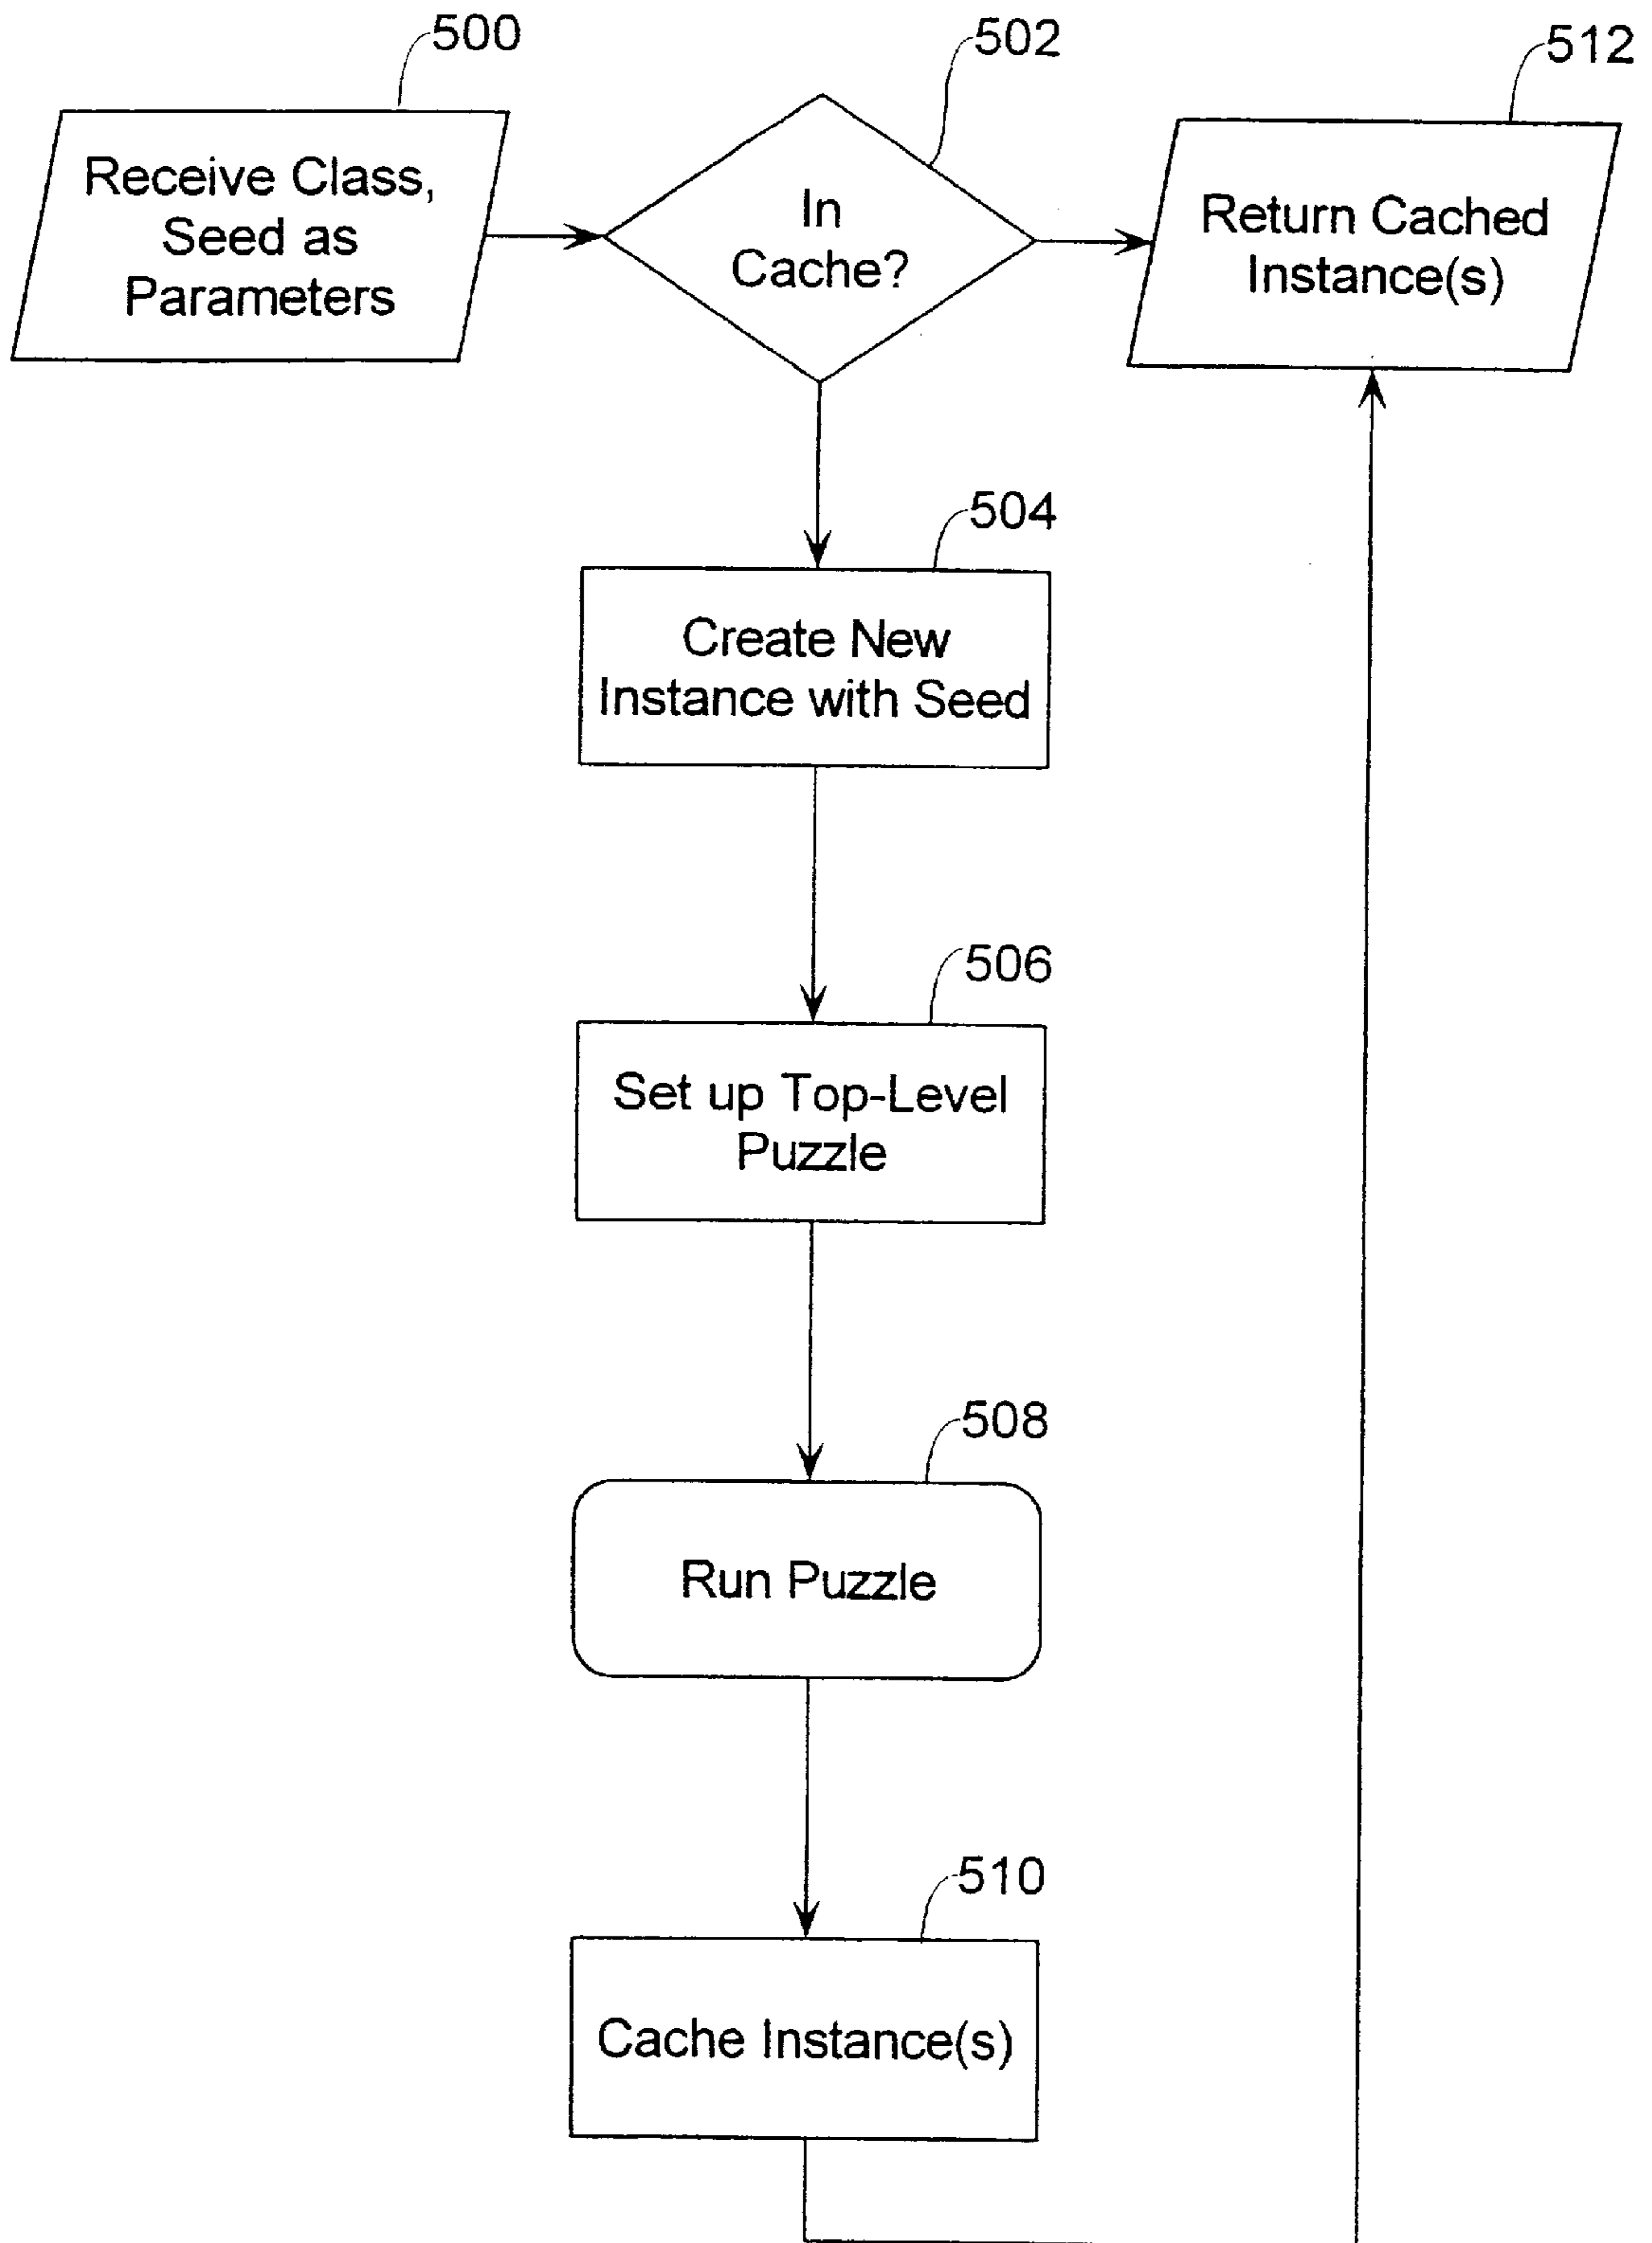 500
Receive Class,
Seed as
Parameters
502
In
Cache?
512
Return Cached
Instance(s)
504
Create New
Instance with Seed
506
Set up Top-Level
Puzzle
508
Run Puzzle
510
Cache Instance(s)